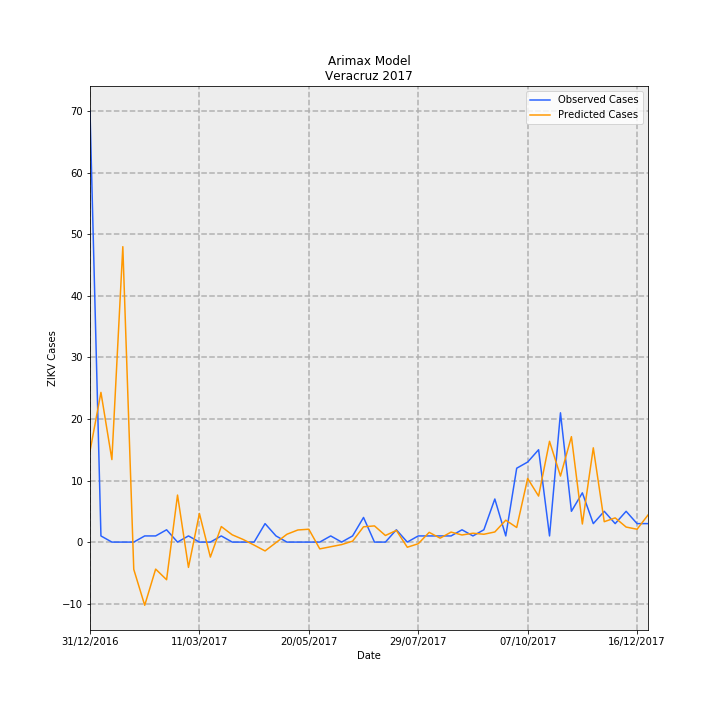 Arimax Model
Veracruz 2017
Observed Cases
Predicted Cases
70
60
50
40
30
20
10
0
−10
ZIKV Cases
31/12/2016 11/03/2017 20/05/2017 29/07/2017 07/10/2017 16/12/2017
Date